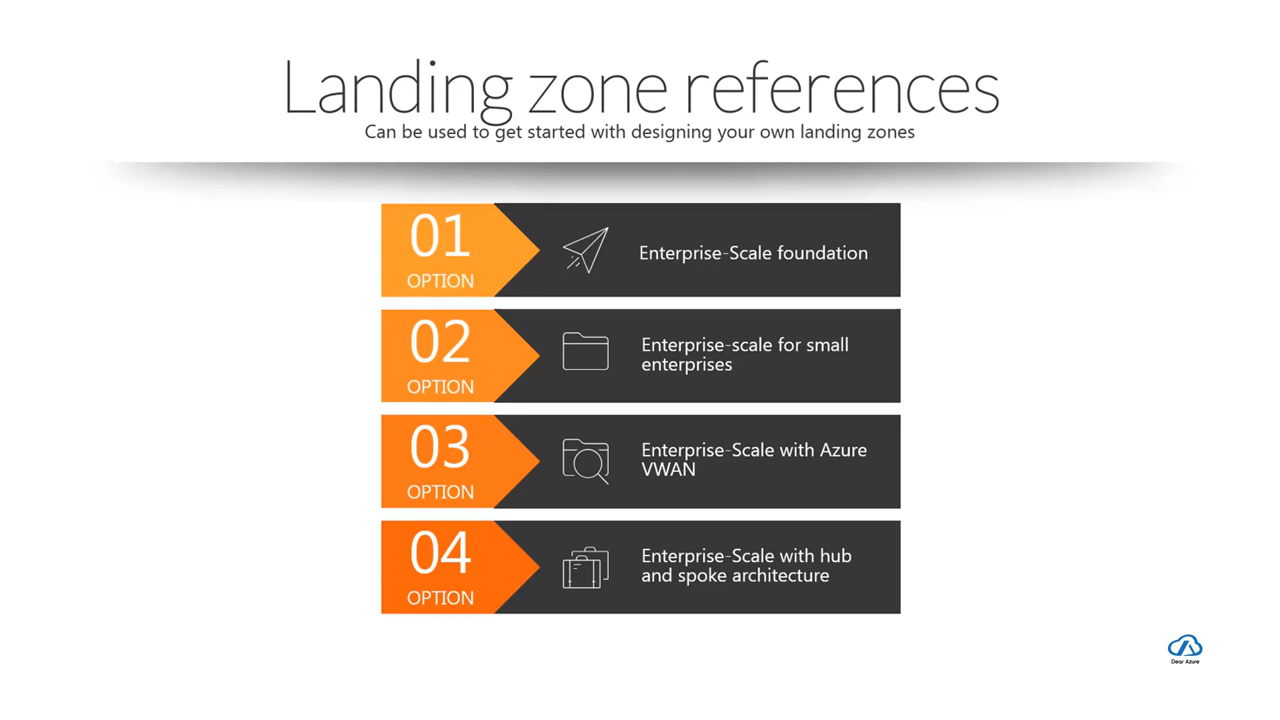 Landing zone references
Can be used to get started with designing your own landing zones
01
OPTION
Enterprise-Scale foundation
02
OPTION
Enterprise-scale for small
enterprises
03
OPTION
Enterprise-Scale with Azure
VWAN
04
OPTION
Enterprise-Scale with hub
and spoke architecture
Dear Azure